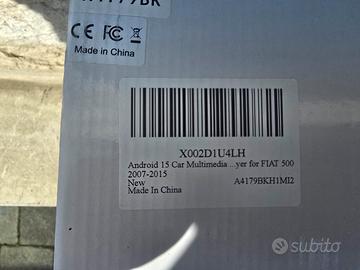 A4179BK
CE FC
Made in China
X002D1U4LH
Android 15 Car Multimedia ...yer for FIAT 500
2007-2015
New
A4179BKH1MI2
Made In China
subito